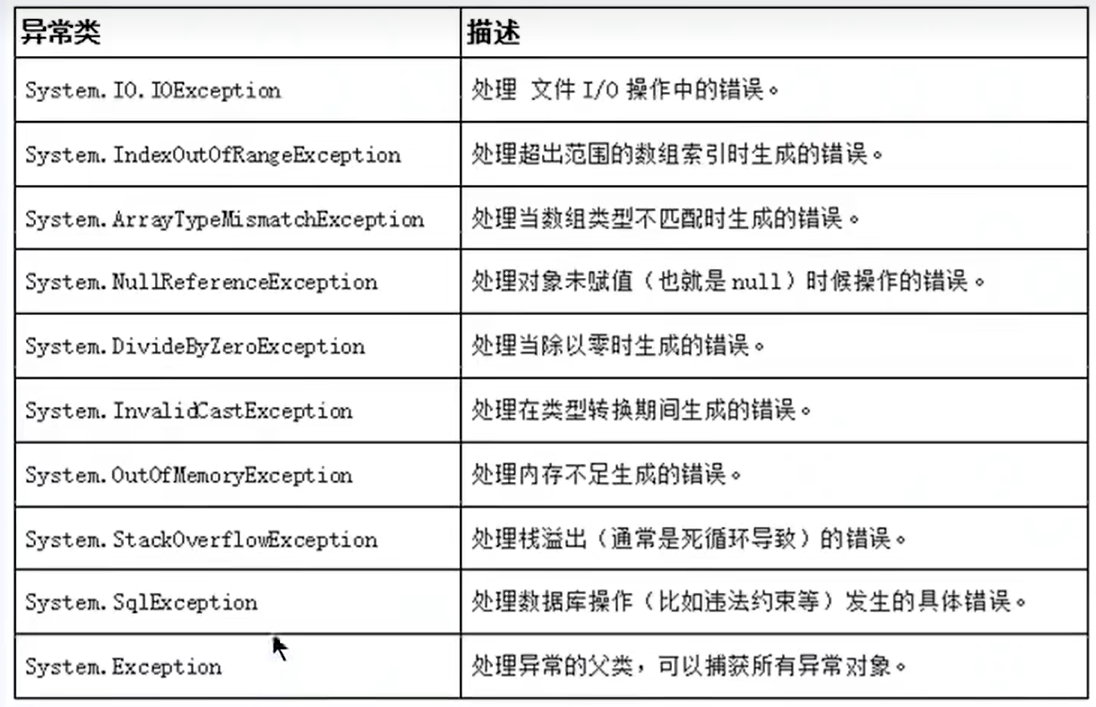 异常类 描述
System.IO.IOException 处理 文件 I/O 操作中的错误。
System.IndexOutOfRangeException 处理超出范围的数组索引时生成的错误。
System.ArrayTypeMismatchException 处理当数组类型不匹配时生成的错误。
System.NullReferenceException 处理对象未赋值（也就是null）时候操作的错误。
System.DivideByZeroException 处理当除以零时生成的错误。
System.InvalidCastException 处理在类型转换期间生成的错误。
System.OutOfMemoryException 处理内存不足生成的错误。
System.StackOverflowException 处理栈溢出（通常是死循环导致）的错误。
System.SqlException 处理数据库操作（比如违法约束等）发生的具体错误。
System.Exception 处理异常的父类，可以捕获所有异常对象。